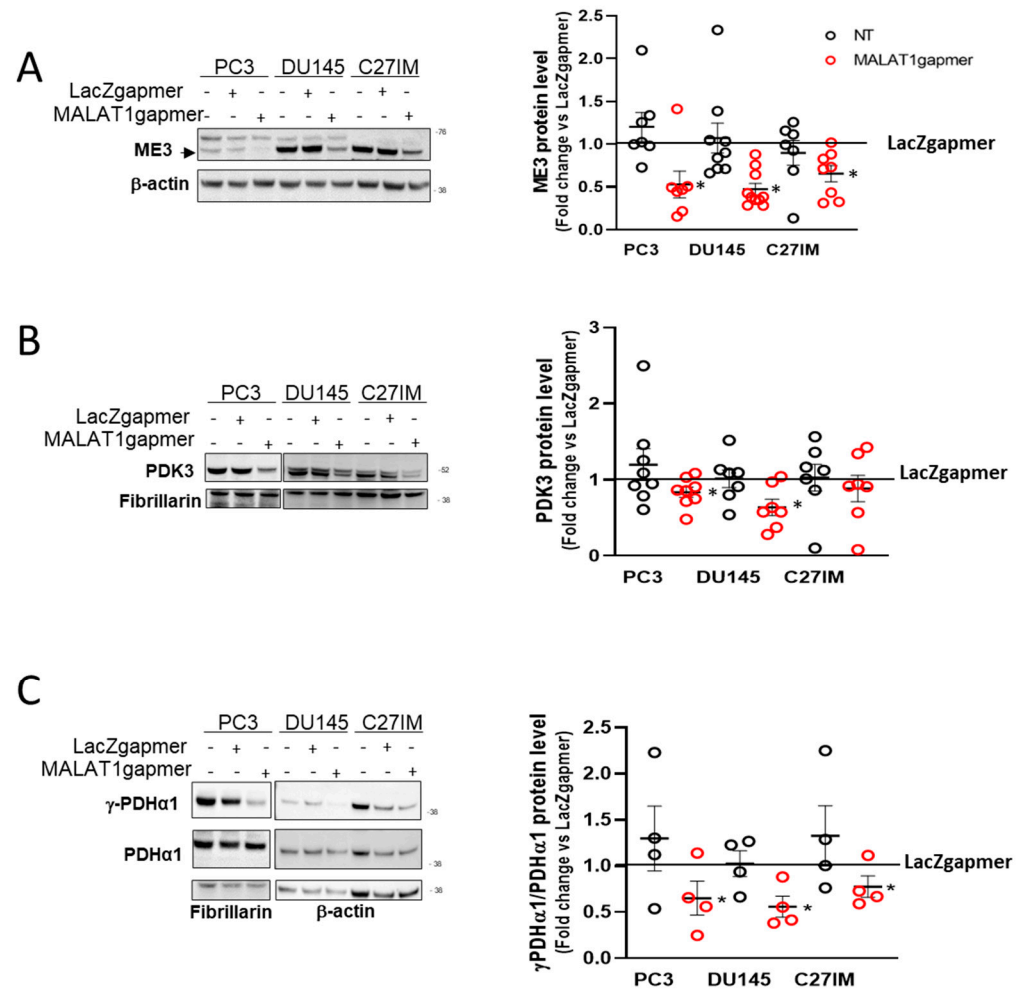 A
PC3 DU145 C27IM
LacZgapmer - + - - + - - + -
MALAT1gapmer - - + - - + - - +
ME3
-76
β-actin
- 38
ME3 protein level
(Fold change vs LacZgapmer)
2.5
2.0
1.5
1.0
0.5
0.0
NT
MALAT1gapmer
LacZgapmer
* * *
PC3 DU145 C27IM
B
PC3 DU145 C27IM
LacZgapmer - + - - + - - + -
MALAT1gapmer - - + - - + - - +
PDK3
-52
Fibrillarin
- 38
PDK3 protein level
(Fold change vs LacZgapmer)
3
2
1
0
LacZgapmer
* *
PC3 DU145 C27IM
C
PC3 DU145 C27IM
LacZgapmer - + - - + - - + -
MALAT1gapmer - - + - - + - - +
γ-PDHα1
-38
PDHα1
- 38
- 38
Fibrillarin β-actin
γPDHα1/PDHα1 protein level
(Fold change vs LacZgapmer)
2.5
2.0
1.5
1.0
0.5
0.0
LacZgapmer
* * *
PC3 DU145 C27IM